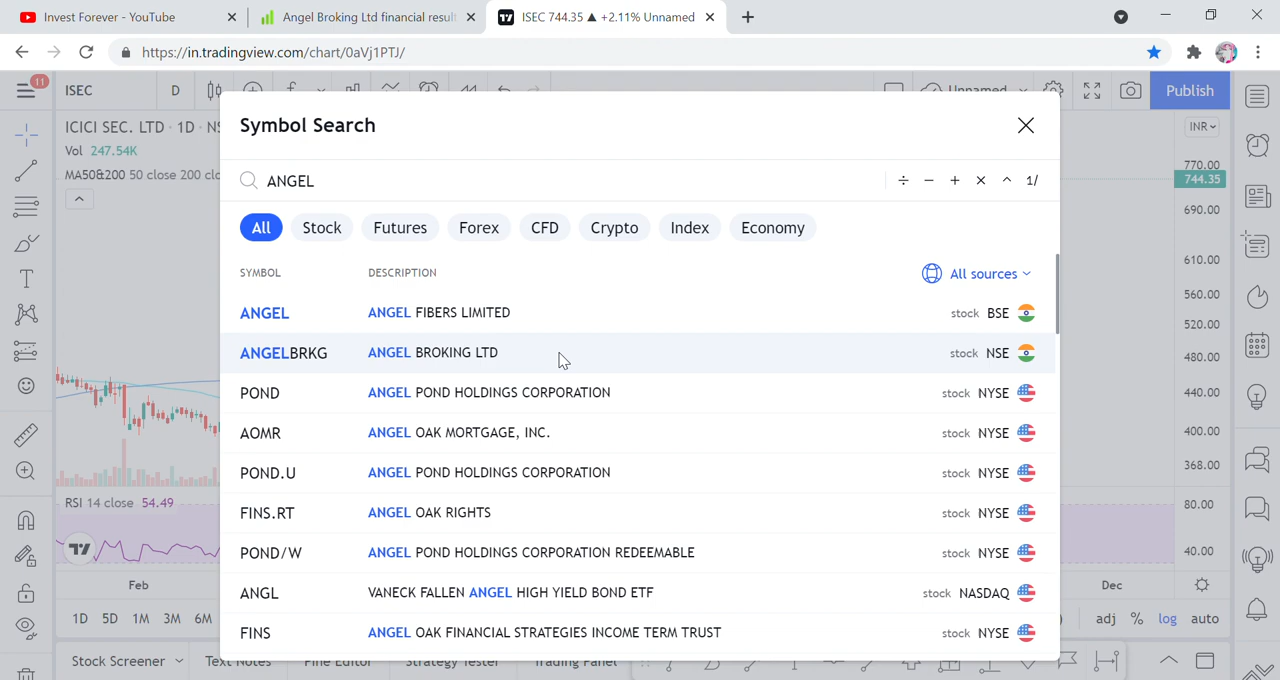 Invest Forever - YouTube
Angel Broking Ltd financial resul
ISEC 744.35 ▲ +2.11% Unnamed
https://in.tradingview.com/chart/0aVj1PTJ/
11
ISEC
D
Unnamed
Publish
ICICI SEC. LTD · 1D · NS
INR
Vol 247.54K
MA50&200 50 close 200 clo
Symbol Search
ANGEL
÷ − + × ^ 1/
All
Stock
Futures
Forex
CFD
Crypto
Index
Economy
SYMBOL
DESCRIPTION
All sources
ANGEL ANGEL FIBERS LIMITED stock BSE
ANGELBRKG ANGEL BROKING LTD stock NSE
POND ANGEL POND HOLDINGS CORPORATION stock NYSE
AOMR ANGEL OAK MORTGAGE, INC. stock NYSE
POND.U ANGEL POND HOLDINGS CORPORATION stock NYSE
FINS.RT ANGEL OAK RIGHTS stock NYSE
POND/W ANGEL POND HOLDINGS CORPORATION REDEEMABLE stock NYSE
ANGL VANECK FALLEN ANGEL HIGH YIELD BOND ETF stock NASDAQ
FINS ANGEL OAK FINANCIAL STRATEGIES INCOME TERM TRUST stock NYSE
770.00
744.35
690.00
610.00
560.00
520.00
480.00
440.00
400.00
368.00
80.00
40.00
RSI 14 close 54.49
Feb
Dec
1D 5D 1M 3M 6M
adj % log auto
Stock Screener
Text Notes
Pine Editor
Strategy Tester
Trading Panel